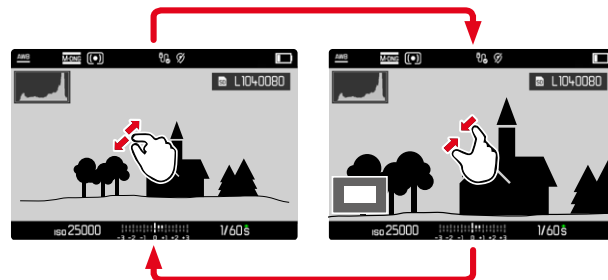 AWB M-DNG
L1040080
ISO 25000 -3 -2 -1 0 +1 +2 +3 1/60s
AWB M-DNG
L1040080
ISO 25000 -3 -2 -1 0 +1 +2 +3 1/60s